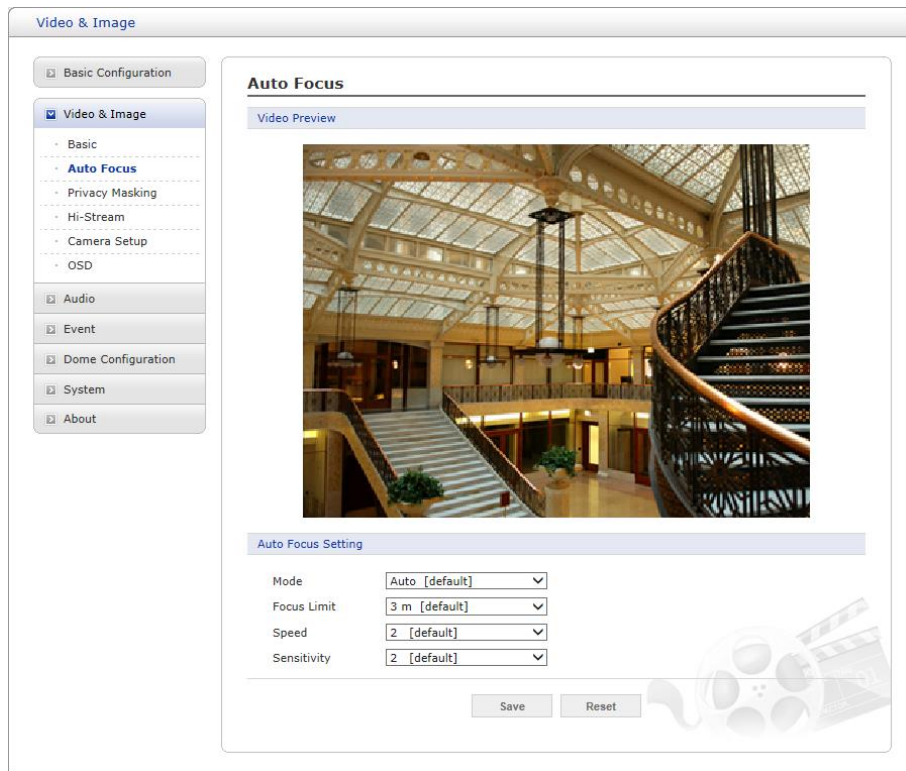 Video & Image
Basic Configuration
Video & Image
Basic
Auto Focus
Privacy Masking
Hi-Stream
Camera Setup
OSD
Audio
Event
Dome Configuration
System
About
Auto Focus
Video Preview
Auto Focus Setting
Mode Auto [default]
Focus Limit 3 m [default]
Speed 2 [default]
Sensitivity 2 [default]
Save Reset